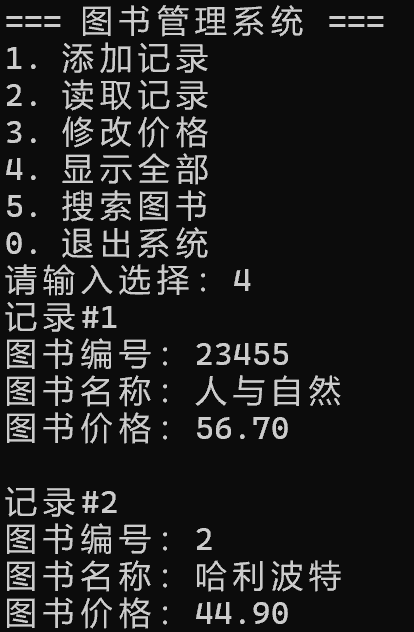 === 图书管理系统 ===
1. 添加记录
2. 读取记录
3. 修改价格
4. 显示全部
5. 搜索图书
0. 退出系统
请输入选择: 4
记录#1
图书编号: 23455
图书名称: 人与自然
图书价格: 56.70

记录#2
图书编号: 2
图书名称: 哈利波特
图书价格: 44.90